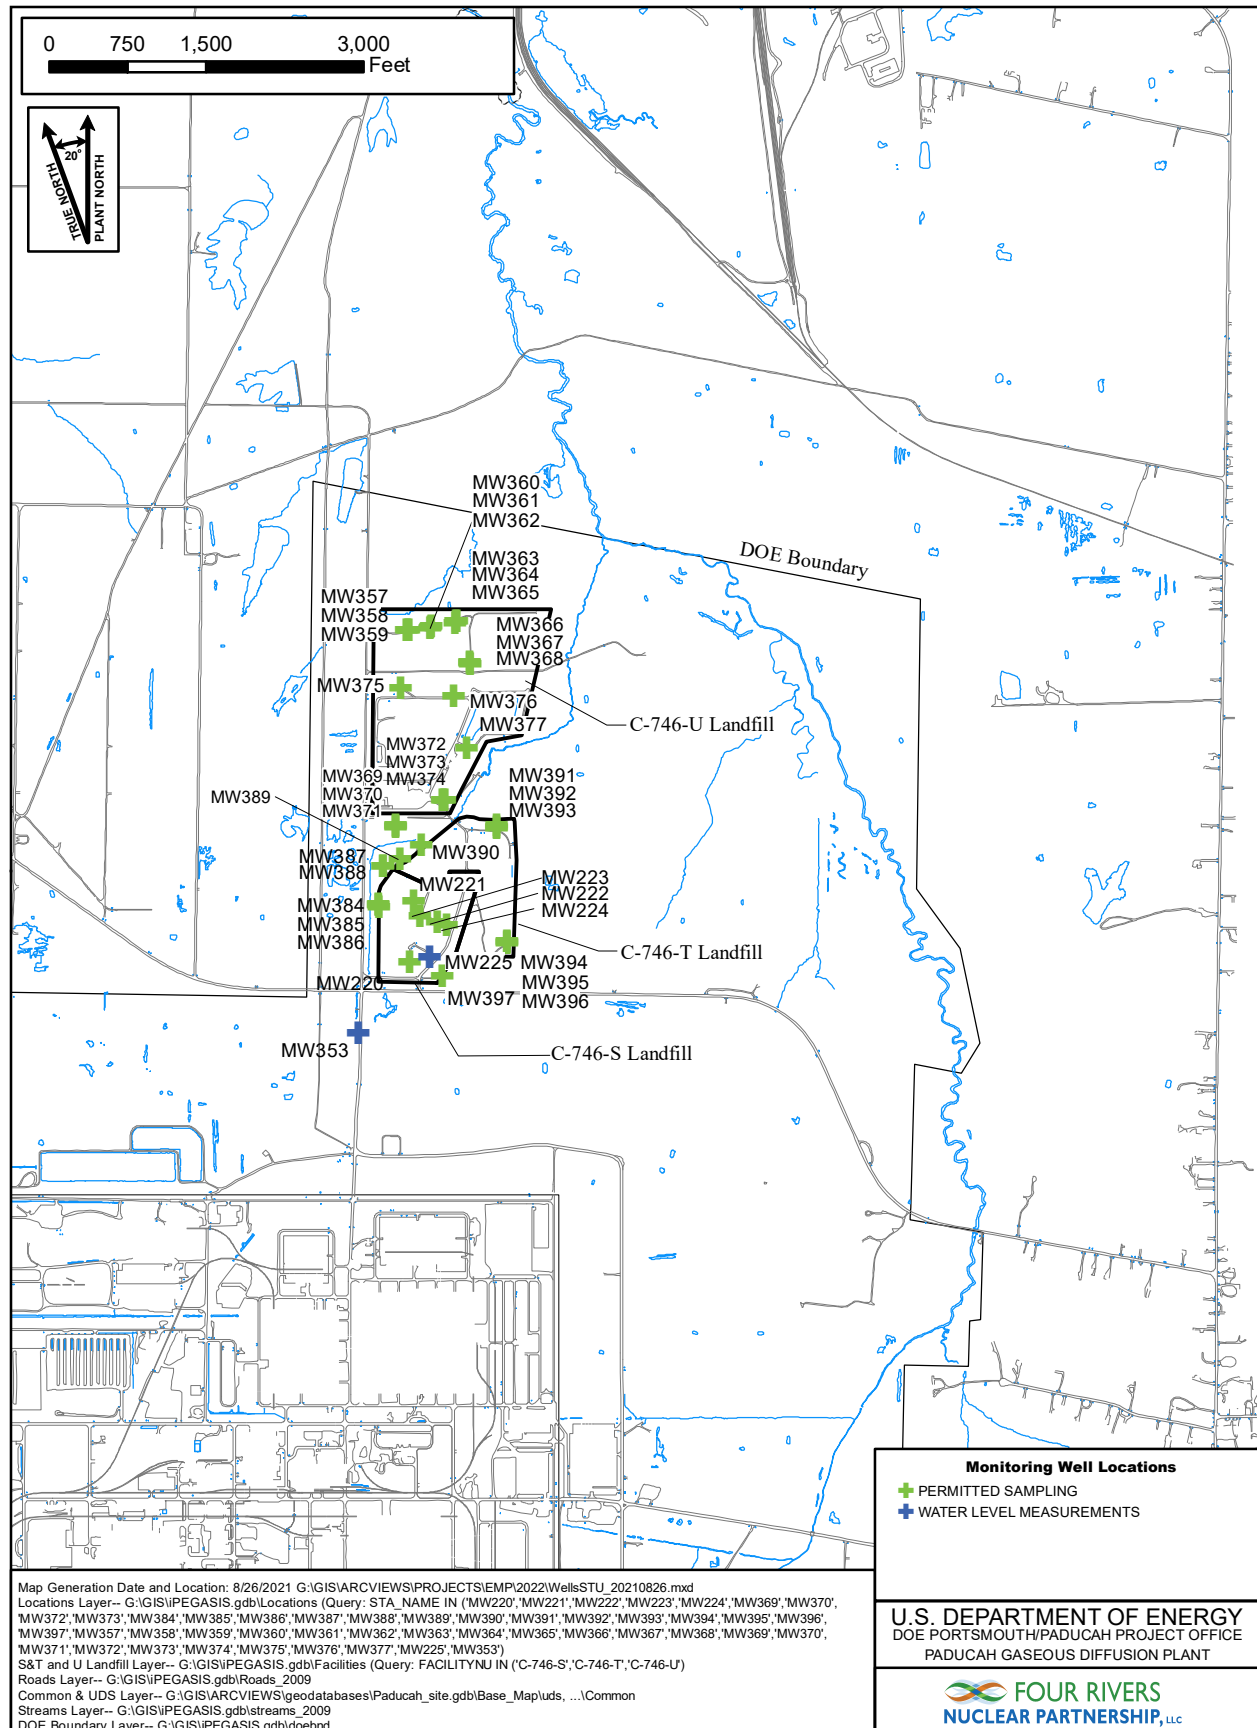 0 750 1,500 3,000
Feet
20°
TRUE NORTH
PLANT NORTH
MW360
MW361
MW362
DOE Boundary
MW363
MW364
MW365
MW357
MW358
MW359
MW366
MW367
MW368
MW375
MW376
MW377
C-746-U Landfill
MW372
MW373
MW374
MW369
MW370
MW371
MW391
MW392
MW393
MW389
MW390
MW387
MW388
MW221
MW223
MW222
MW224
MW384
MW385
MW386
C-746-T Landfill
MW225
MW394
MW395
MW396
MW220
MW397
MW353
C-746-S Landfill
Monitoring Well Locations
PERMITTED SAMPLING
WATER LEVEL MEASUREMENTS
Map Generation Date and Location: 8/26/2021 G:\GIS\ARCVIEWS\PROJECTS\EMP\2022\WellsSTU_20210826.mxd
Locations Layer-- G:\GIS\iPEGASIS.gdb\Locations (Query: STA_NAME IN ('MW220','MW221','MW222','MW223','MW224','MW369','MW370',
'MW372','MW373','MW384','MW385','MW386','MW387','MW388','MW389','MW390','MW391','MW392','MW393','MW394','MW395','MW396',
'MW397','MW357','MW358','MW359','MW360','MW361','MW362','MW363','MW364','MW365','MW366','MW367','MW368','MW369','MW370',
'MW371','MW372','MW373','MW374','MW375','MW376','MW377','MW225','MW353')
S&T and U Landfill Layer-- G:\GIS\iPEGASIS.gdb\Facilities (Query: FACILITYNU IN ('C-746-S','C-746-T','C-746-U')
Roads Layer-- G:\GIS\iPEGASIS.gdb\Roads_2009
Common & UDS Layer-- G:\GIS\ARCVIEWS\geodatabases\Paducah_site.gdb\Base_Map\uds, ...\Common
Streams Layer-- G:\GIS\iPEGASIS.gdb\streams_2009
DOE Boundary Layer-- G:\GIS\iPEGASIS.gdb\doebnd
U.S. DEPARTMENT OF ENERGY
DOE PORTSMOUTH/PADUCAH PROJECT OFFICE
PADUCAH GASEOUS DIFFUSION PLANT
FOUR RIVERS
NUCLEAR PARTNERSHIP, LLC